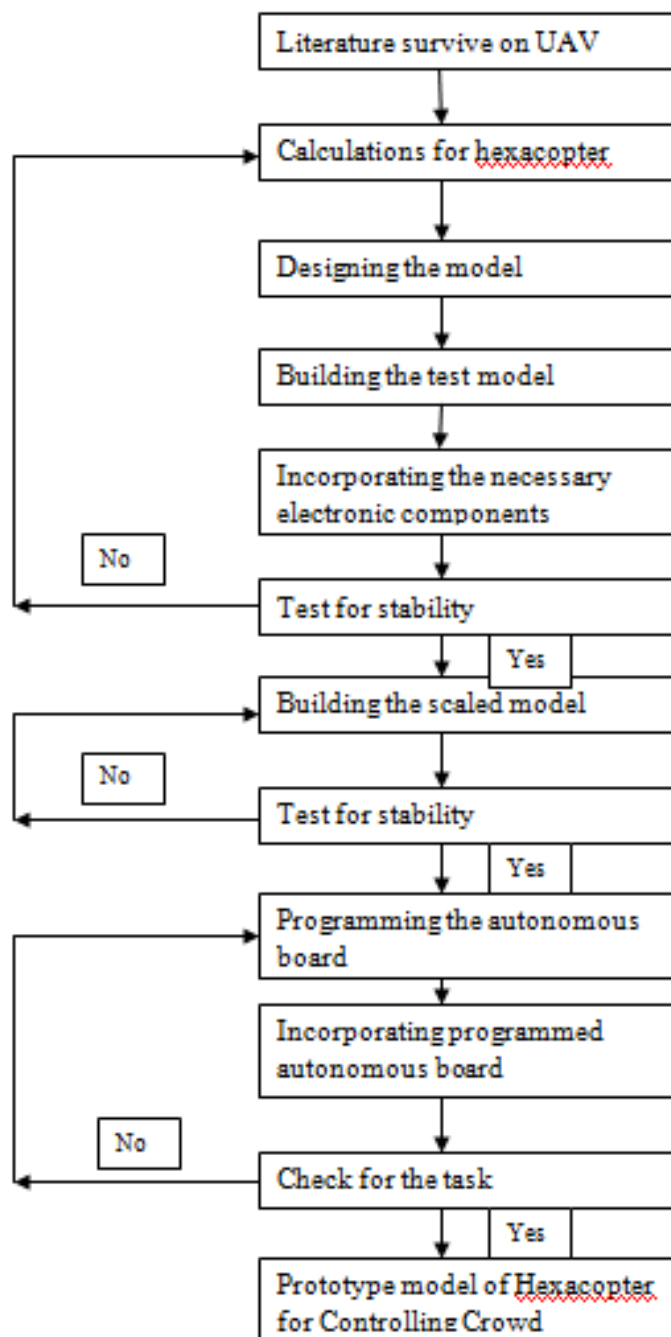 Literature survive on UAV
Calculations for hexacopter
Designing the model
Building the test model
Incorporating the necessary
electronic components
No
Test for stability
Yes
Building the scaled model
No
Test for stability
Yes
Programming the autonomous
board
Incorporating programmed
autonomous board
No
Check for the task
Yes
Prototype model of Hexacopter
for Controlling Crowd